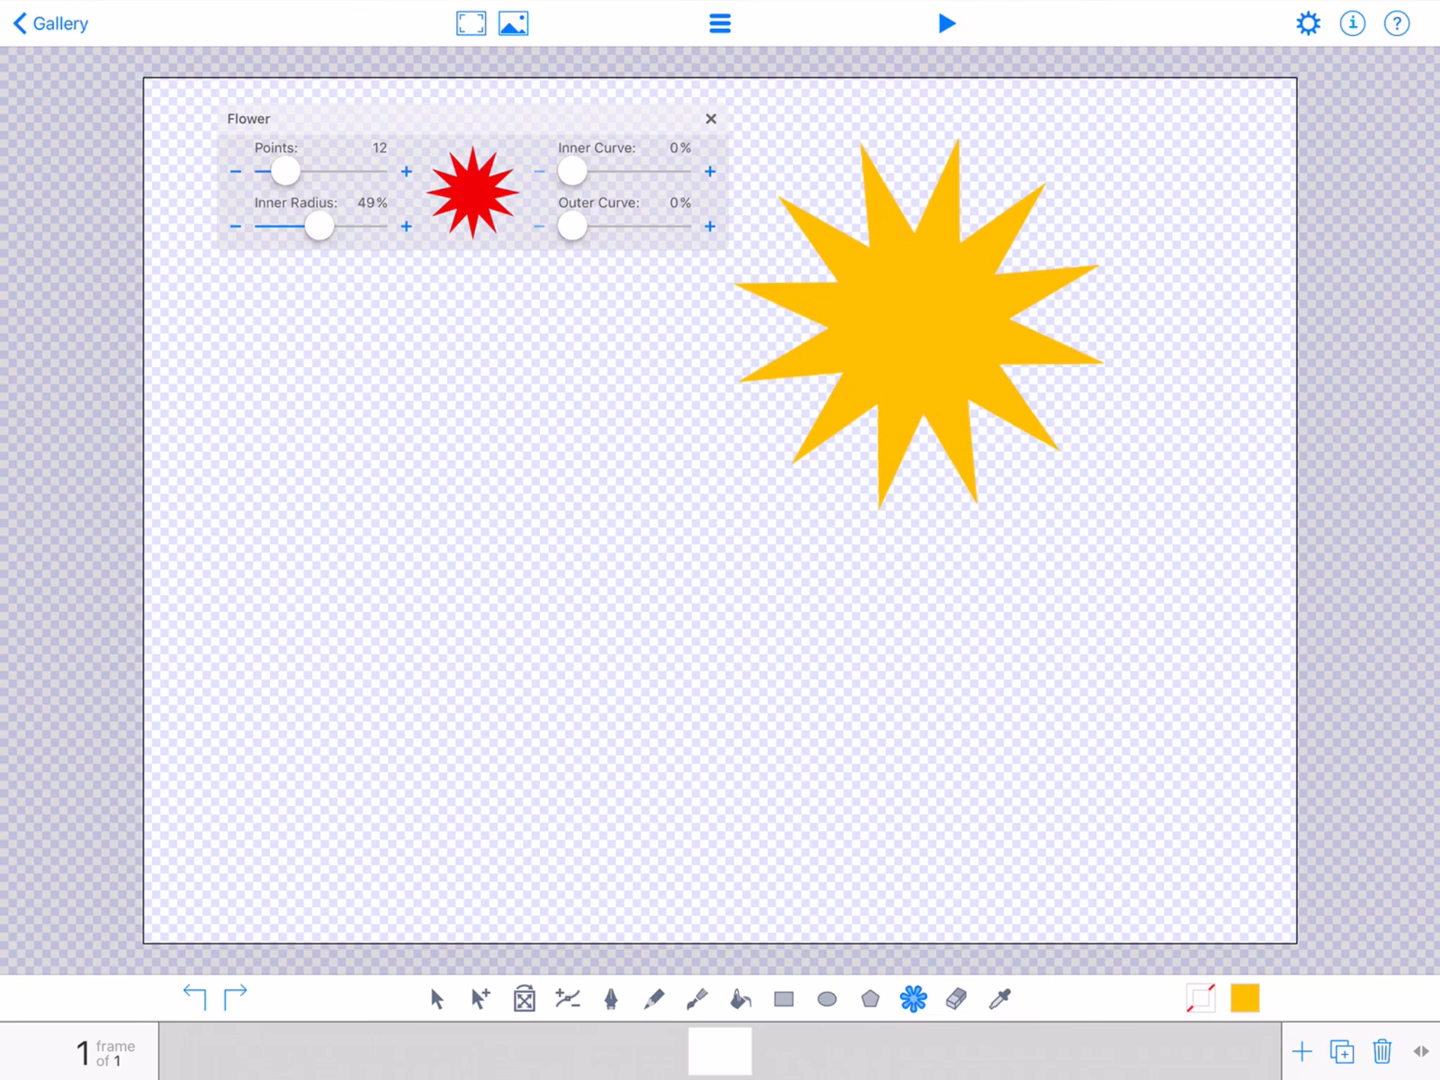 Gallery
Flower
Points: 12
Inner Curve: 0%
Inner Radius: 49%
Outer Curve: 0%
1 frame of 1